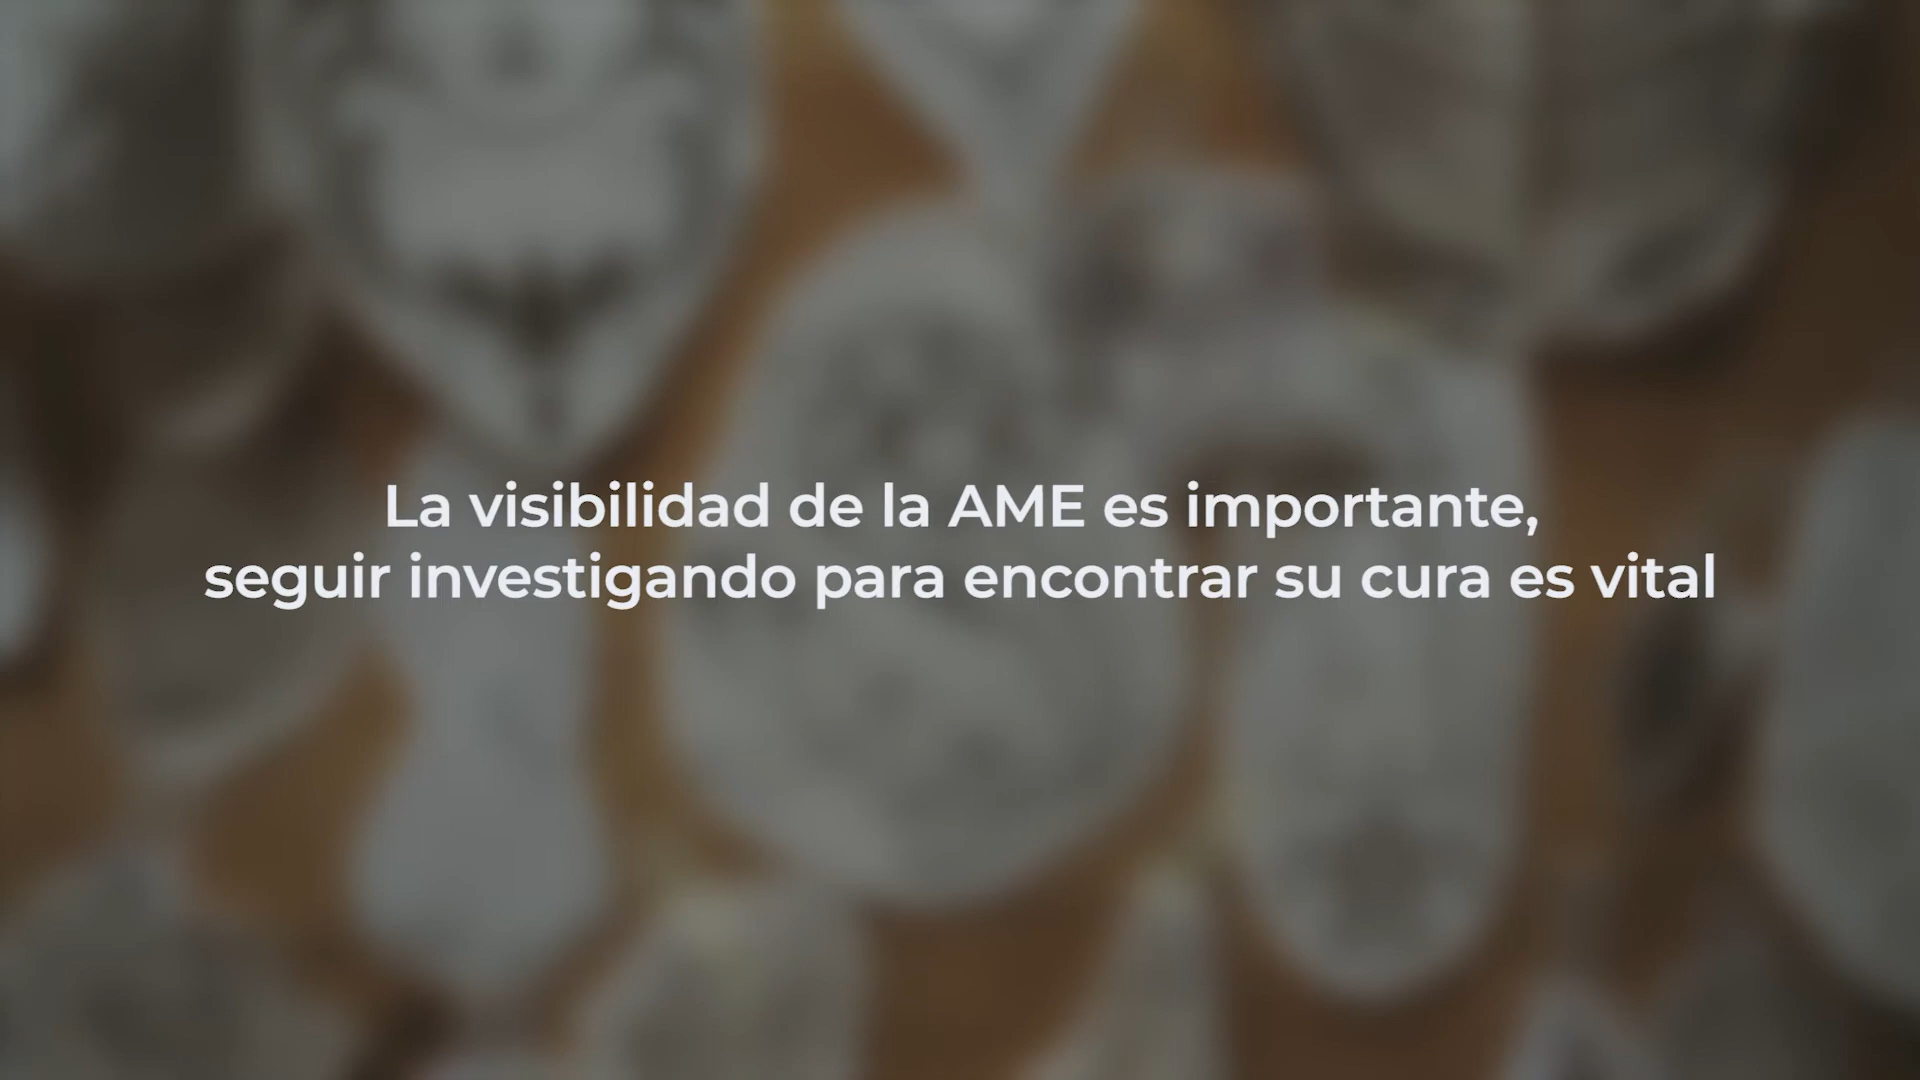 La visibilidad de la AME es importante,
seguir investigando para encontrar su cura es vital